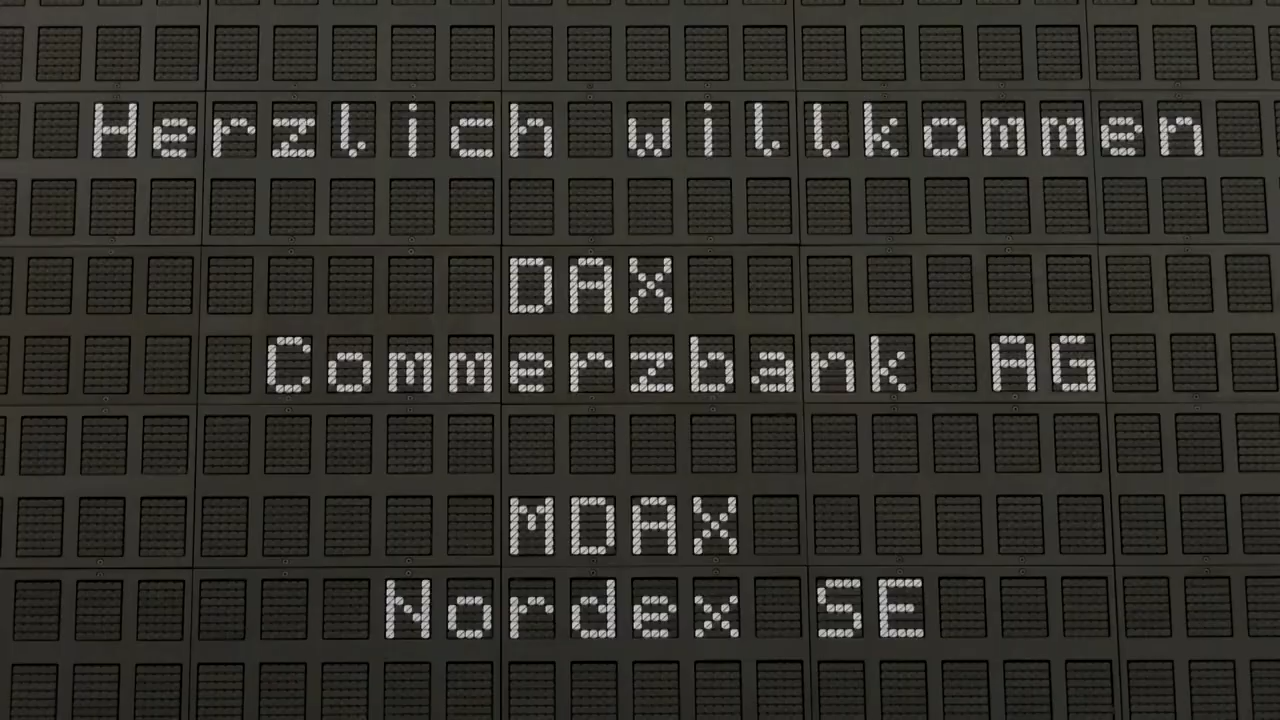 Herzlich willkommen
DAX
Commerzbank AG
MDAX
Nordex SE